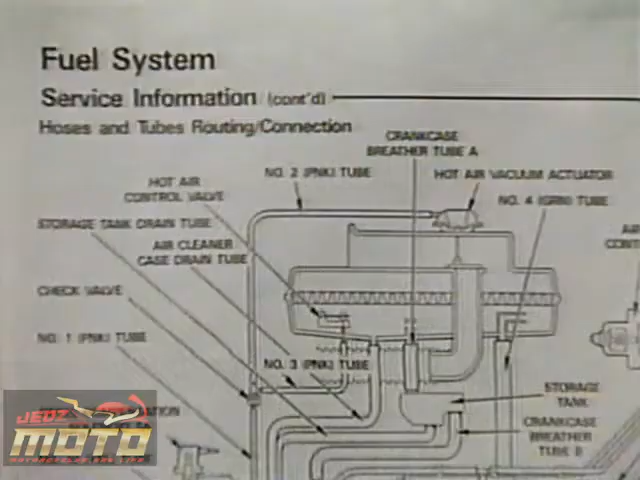 Fuel System
Service Information (cont'd)
Hoses and Tubes Routing/Connection
CRANKCASE
BREATHER TUBE A
NO. 2 (PNK) TUBE
HOT AIR VACUUM ACTUATOR
HOT AIR
CONTROL VALVE
NO. 4 (GRN) TUBE
STORAGE TANK DRAIN TUBE
AIR CLEANER
CASE DRAIN TUBE
CHECK VALVE
NO. 1 (PNK) TUBE
NO. 3 (PNK) TUBE
STORAGE
TANK
CRANKCASE
BREATHER
TUBE B
JEDZ
MOTO